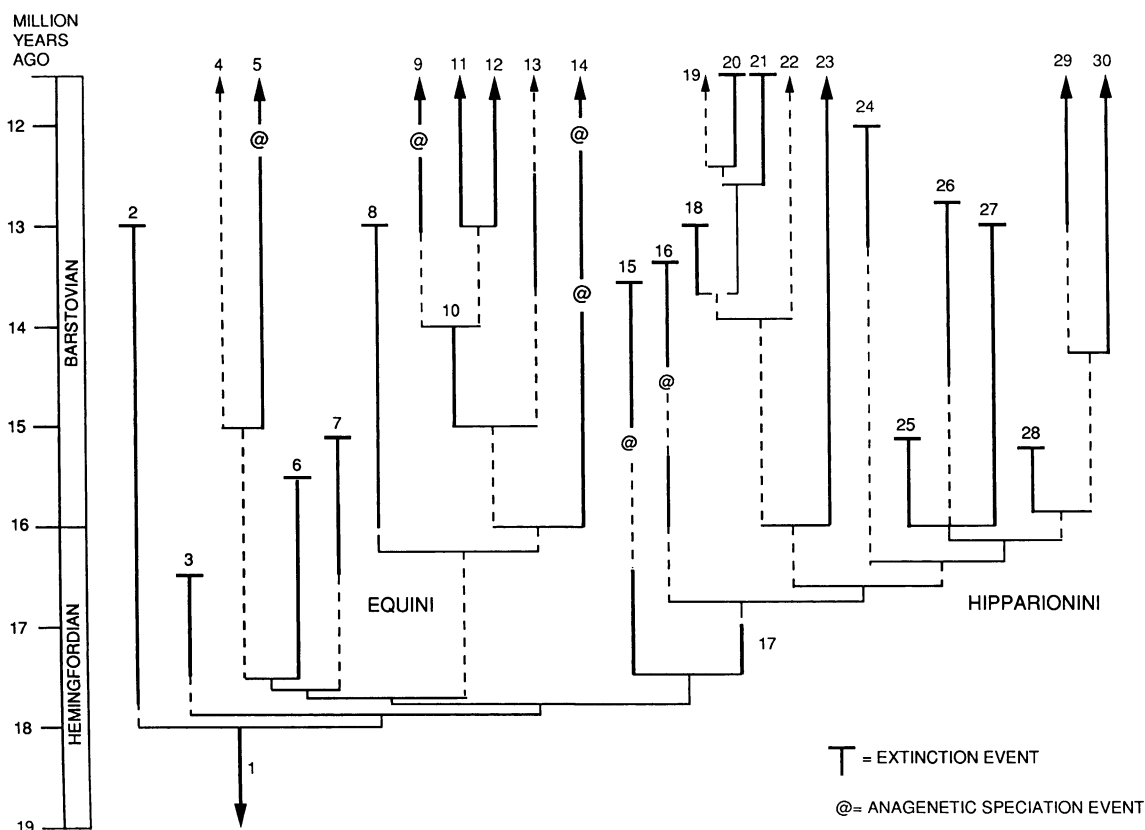 MILLION
YEARS
AGO
4 5 9 11 12 13 14 19 20 21 22 23 29 30
24
12
@ @ @
26
2 8 18 27
13
16
15
@
10
14
@
7 25 28
15
@
6
BARSTOVIAN
16
3
EQUINI HIPPARIONINI
17
17
HEMINGFORDIAN
18
1
= EXTINCTION EVENT
@= ANAGENETIC SPECIATION EVENT
19